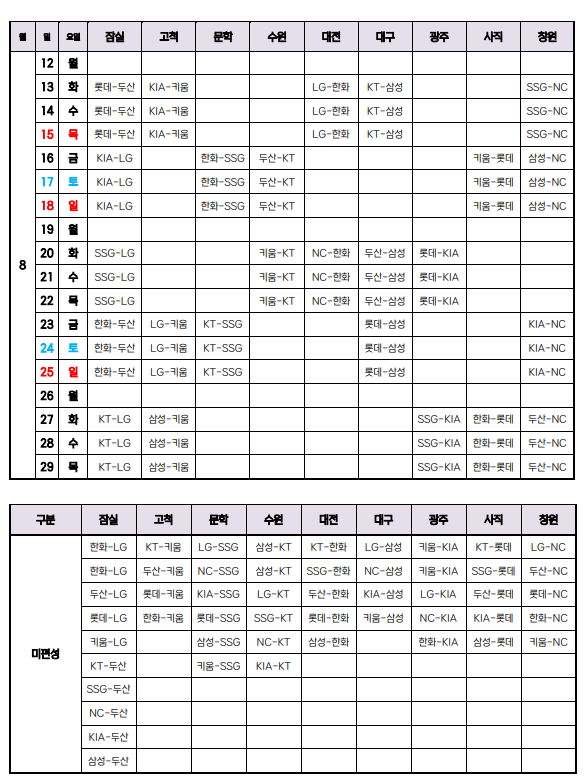 월 일 요일 잠실 고척 문학 수원 대전 대구 광주 사직 창원
12 월
13 화 롯데-두산 KIA-키움 LG-한화 KT-삼성 SSG-NC
14 수 롯데-두산 KIA-키움 LG-한화 KT-삼성 SSG-NC
15 목 롯데-두산 KIA-키움 LG-한화 KT-삼성 SSG-NC
16 금 KIA-LG 한화-SSG 두산-KT 키움-롯데 삼성-NC
17 토 KIA-LG 한화-SSG 두산-KT 키움-롯데 삼성-NC
18 일 KIA-LG 한화-SSG 두산-KT 키움-롯데 삼성-NC
19 월
20 화 SSG-LG 키움-KT NC-한화 두산-삼성 롯데-KIA
8
21 수 SSG-LG 키움-KT NC-한화 두산-삼성 롯데-KIA
22 목 SSG-LG 키움-KT NC-한화 두산-삼성 롯데-KIA
23 금 한화-두산 LG-키움 KT-SSG 롯데-삼성 KIA-NC
24 토 한화-두산 LG-키움 KT-SSG 롯데-삼성 KIA-NC
25 일 한화-두산 LG-키움 KT-SSG 롯데-삼성 KIA-NC
26 월
27 화 KT-LG 삼성-키움 SSG-KIA 한화-롯데 두산-NC
28 수 KT-LG 삼성-키움 SSG-KIA 한화-롯데 두산-NC
29 목 KT-LG 삼성-키움 SSG-KIA 한화-롯데 두산-NC
구분 잠실 고척 문학 수원 대전 대구 광주 사직 창원
한화-LG KT-키움 LG-SSG 삼성-KT KT-한화 LG-삼성 키움-KIA KT-롯데 LG-NC
한화-LG 두산-키움 NC-SSG 삼성-KT SSG-한화 NC-삼성 키움-KIA SSG-롯데 두산-NC
두산-LG 롯데-키움 KIA-SSG LG-KT 두산-한화 KIA-삼성 LG-KIA 두산-롯데 롯데-NC
롯데-LG 한화-키움 롯데-SSG SSG-KT 롯데-한화 키움-삼성 NC-KIA KIA-롯데 한화-NC
키움-LG 삼성-SSG NC-KT 삼성-한화 한화-KIA 삼성-롯데 키움-NC
미편성
KT-두산 키움-SSG KIA-KT
SSG-두산
NC-두산
KIA-두산
삼성-두산